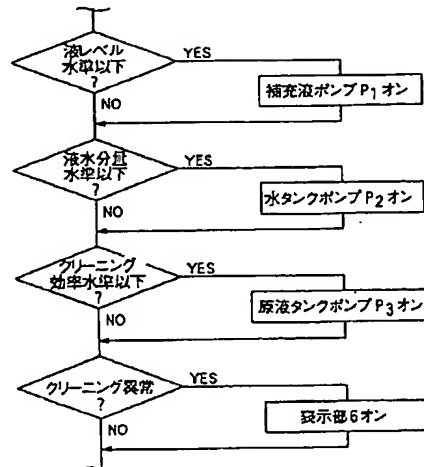 液レベル
水準以下
?
YES
補充液ポンプP₁オン
NO
液水分量
水準以下
?
YES
水タンクポンプP₂オン
NO
クリーニング
効率水準以下
?
YES
原液タンクポンプP₃オン
NO
クリーニング異常
?
YES
表示部6オン
NO